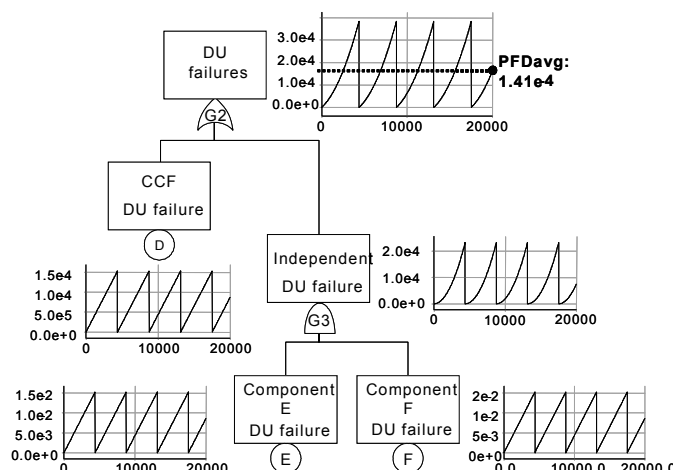 DU
failures
G2
3.0e4
2.0e4
1.0e4
0.0e+0
0
10000
20000
PFDavg:
1.41e-4
CCF
DU failure
D
1.5e4
1.0e4
5.0e5
0.0e+0
0
10000
20000
Independent
DU failure
G3
2.0e4
1.0e4
0.0e+0
0
10000
20000
1.5e2
1.0e2
5.0e3
0.0e+0
0
10000
20000
Component
E
DU failure
E
Component
F
DU failure
F
2e-2
1e-2
5e-3
0e+0
0.0
10000
20000.0